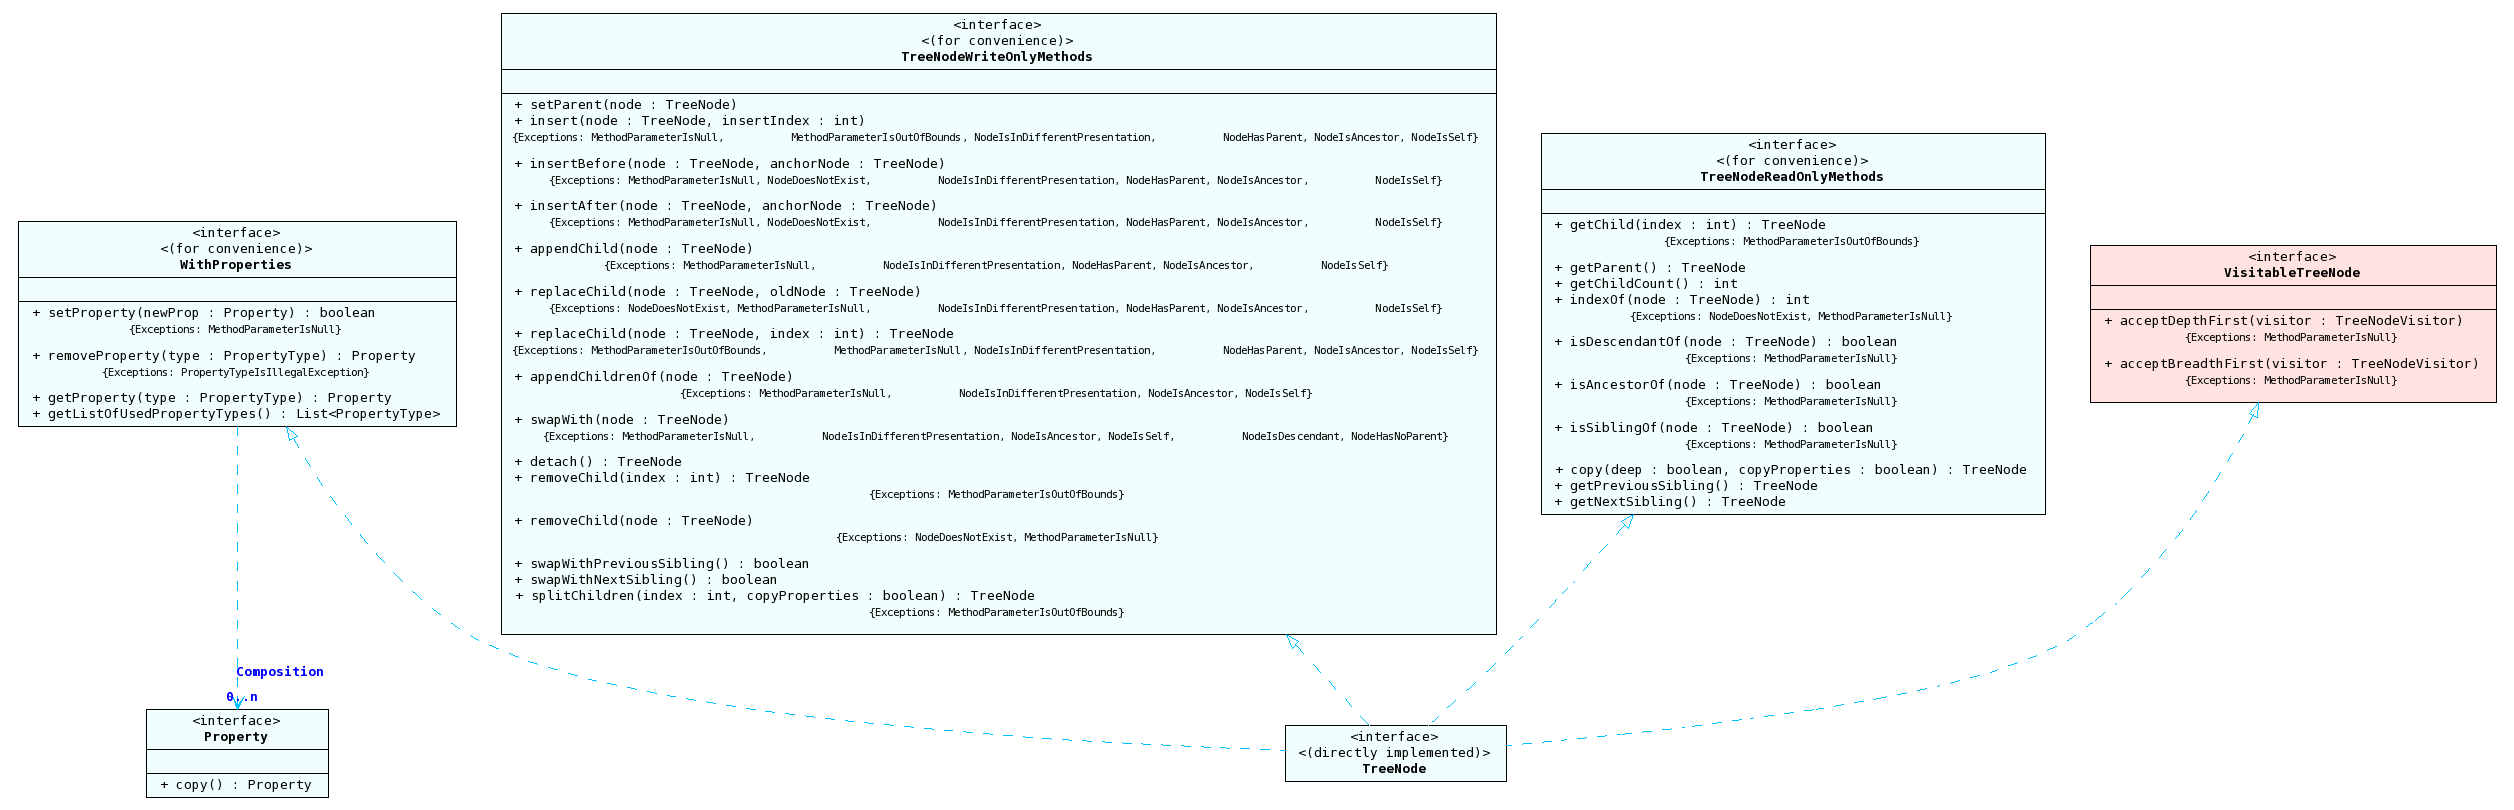 <interface>
<(for convenience)>
TreeNodeWriteOnlyMethods
+ setParent(node : TreeNode)
+ insert(node : TreeNode, insertIndex : int)
{Exceptions: MethodParameterIsNull, MethodParameterIsOutOfBounds, NodeIsInDifferentPresentation, NodeHasParent, NodeIsAncestor, NodeIsSelf}
+ insertBefore(node : TreeNode, anchorNode : TreeNode)
{Exceptions: MethodParameterIsNull, NodeDoesNotExist, NodeIsInDifferentPresentation, NodeHasParent, NodeIsAncestor, NodeIsSelf}
+ insertAfter(node : TreeNode, anchorNode : TreeNode)
{Exceptions: MethodParameterIsNull, NodeDoesNotExist, NodeIsInDifferentPresentation, NodeHasParent, NodeIsAncestor, NodeIsSelf}
+ appendChild(node : TreeNode)
{Exceptions: MethodParameterIsNull, NodeIsInDifferentPresentation, NodeHasParent, NodeIsAncestor, NodeIsSelf}
+ replaceChild(node : TreeNode, oldNode : TreeNode)
{Exceptions: NodeDoesNotExist, MethodParameterIsNull, NodeIsInDifferentPresentation, NodeHasParent, NodeIsAncestor, NodeIsSelf}
+ replaceChild(node : TreeNode, index : int) : TreeNode
{Exceptions: MethodParameterIsOutOfBounds, MethodParameterIsNull, NodeIsInDifferentPresentation, NodeHasParent, NodeIsAncestor, NodeIsSelf}
+ appendChildrenOf(node : TreeNode)
{Exceptions: MethodParameterIsNull, NodeIsInDifferentPresentation, NodeIsAncestor, NodeIsSelf}
+ swapWith(node : TreeNode)
{Exceptions: MethodParameterIsNull, NodeIsInDifferentPresentation, NodeIsAncestor, NodeIsSelf, NodeIsDescendant, NodeHasNoParent}
+ detach() : TreeNode
+ removeChild(index : int) : TreeNode
{Exceptions: MethodParameterIsOutOfBounds}
+ removeChild(node : TreeNode)
{Exceptions: NodeDoesNotExist, MethodParameterIsNull}
+ swapWithPreviousSibling() : boolean
+ swapWithNextSibling() : boolean
+ splitChildren(index : int, copyProperties : boolean) : TreeNode
{Exceptions: MethodParameterIsOutOfBounds}
<interface>
<(for convenience)>
TreeNodeReadOnlyMethods
+ getChild(index : int) : TreeNode
{Exceptions: MethodParameterIsOutOfBounds}
+ getParent() : TreeNode
+ getChildCount() : int
+ indexOf(node : TreeNode) : int
{Exceptions: NodeDoesNotExist, MethodParameterIsNull}
+ isDescendantOf(node : TreeNode) : boolean
{Exceptions: MethodParameterIsNull}
+ isAncestorOf(node : TreeNode) : boolean
{Exceptions: MethodParameterIsNull}
+ isSiblingOf(node : TreeNode) : boolean
{Exceptions: MethodParameterIsNull}
+ copy(deep : boolean, copyProperties : boolean) : TreeNode
+ getPreviousSibling() : TreeNode
+ getNextSibling() : TreeNode
<interface>
<(for convenience)>
WithProperties
+ setProperty(newProp : Property) : boolean
{Exceptions: MethodParameterIsNull}
+ removeProperty(type : PropertyType) : Property
{Exceptions: PropertyTypeIsIllegalException}
+ getProperty(type : PropertyType) : Property
+ getListOfUsedPropertyTypes() : List<PropertyType>
<interface>
VisitableTreeNode
+ acceptDepthFirst(visitor : TreeNodeVisitor)
{Exceptions: MethodParameterIsNull}
+ acceptBreadthFirst(visitor : TreeNodeVisitor)
{Exceptions: MethodParameterIsNull}
Composition
0..n
<interface>
Property
+ copy() : Property
<interface>
<(directly implemented)>
TreeNode